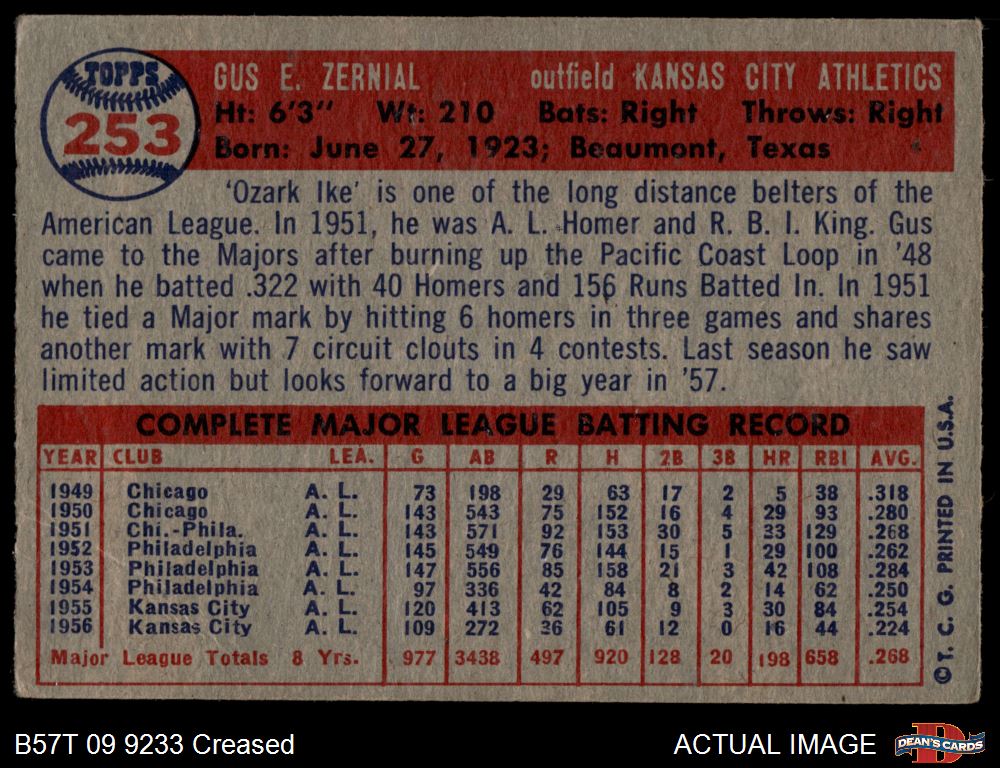 TOPPS
253
GUS E. ZERNIAL outfield KANSAS CITY ATHLETICS
Ht: 6'3" Wt: 210 Bats: Right Throws: Right
Born: June 27, 1923; Beaumont, Texas
'Ozark Ike' is one of the long distance belters of the
American League. In 1951, he was A. L. Homer and R. B. I. King. Gus
came to the Majors after burning up the Pacific Coast Loop in '48
when he batted .322 with 40 Homers and 156 Runs Batted In. In 1951
he tied a Major mark by hitting 6 homers in three games and shares
another mark with 7 circuit clouts in 4 contests. Last season he saw
limited action but looks forward to a big year in '57.
COMPLETE MAJOR LEAGUE BATTING RECORD
YEAR CLUB LEA. G AB R H 2B 3B HR RBI AVG.
1949 Chicago A. L. 73 198 29 63 17 2 5 38 .318
1950 Chicago A. L. 143 543 75 152 16 4 29 93 .280
1951 Chi.-Phila. A. L. 143 571 92 153 30 5 33 129 .268
1952 Philadelphia A. L. 145 549 76 144 15 1 29 100 .262
1953 Philadelphia A. L. 147 556 85 158 21 3 42 108 .284
1954 Philadelphia A. L. 97 336 42 84 8 2 14 62 .250
1955 Kansas City A. L. 120 413 62 105 9 3 30 84 .254
1956 Kansas City A. L. 109 272 36 61 12 0 16 44 .224
Major League Totals 8 Yrs. 977 3438 497 920 128 20 198 658 .268
©T. C. G. PRINTED IN U.S.A.
B57T 09 9233 Creased
ACTUAL IMAGE
DEAN'S CARDS